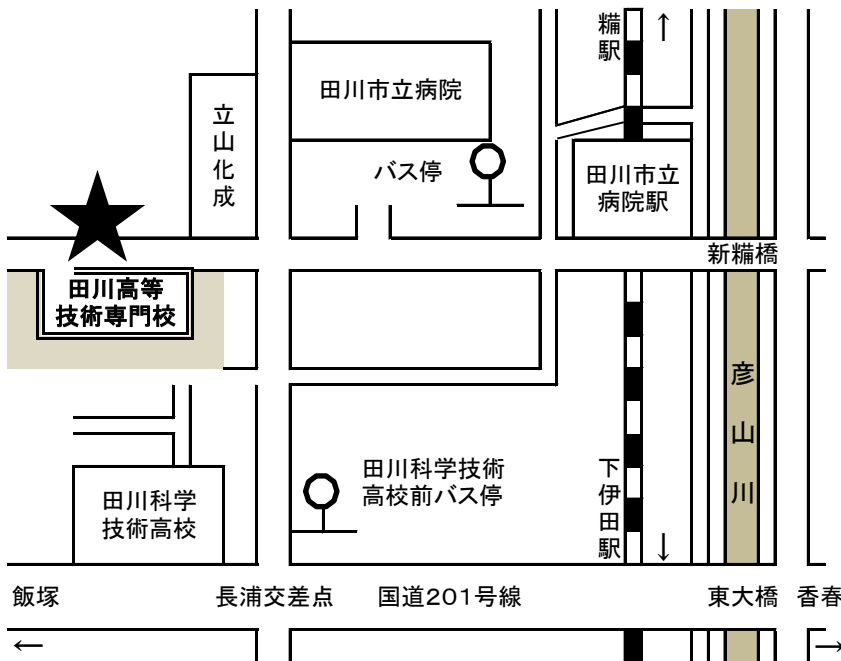 糒駅
↑
田川市立病院
立山化成
バス停
田川市立
病院駅
新糒橋
田川高等
技術専門校
彦山川
田川科学技術
高校前バス停
下伊田駅
↓
田川科学
技術高校
飯塚
長浦交差点
国道201号線
東大橋
香春
←
→